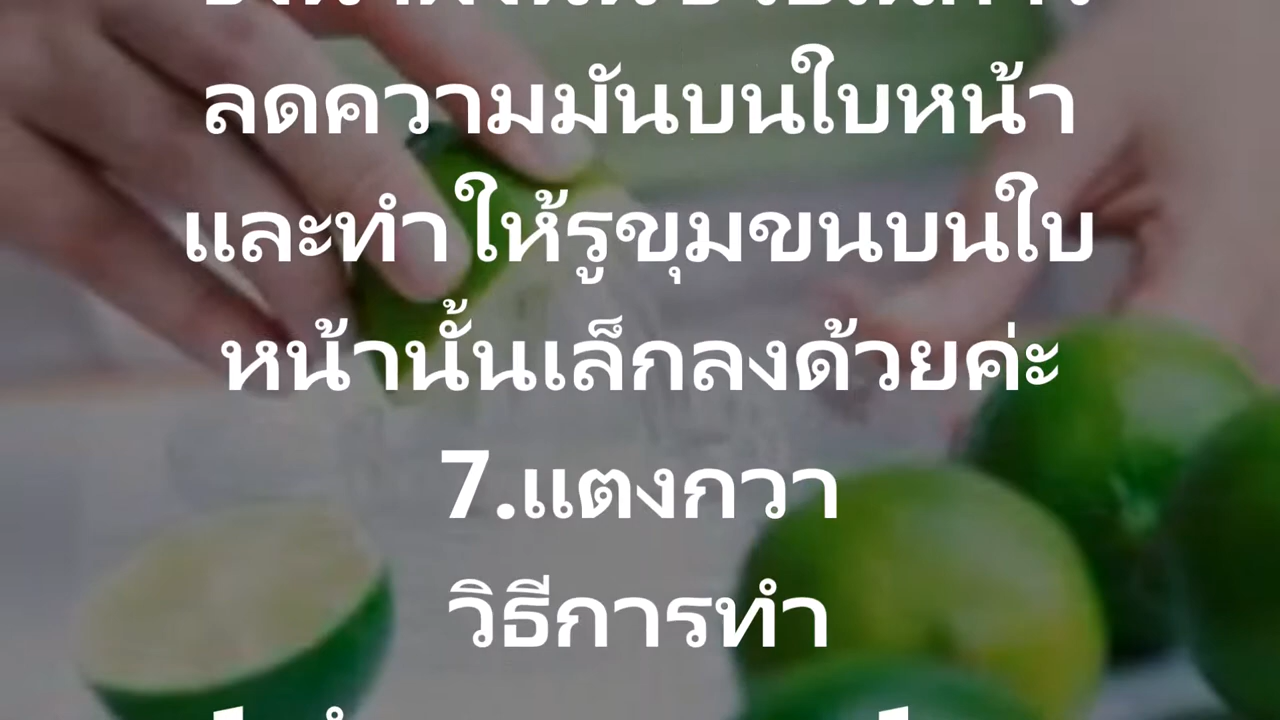 ลดความมันบนใบหน้า
และทำให้รูขุมขนบนใบ
หน้านั้นเล็กลงด้วยค่ะ
7.แตงกวา
วิธีการทำ